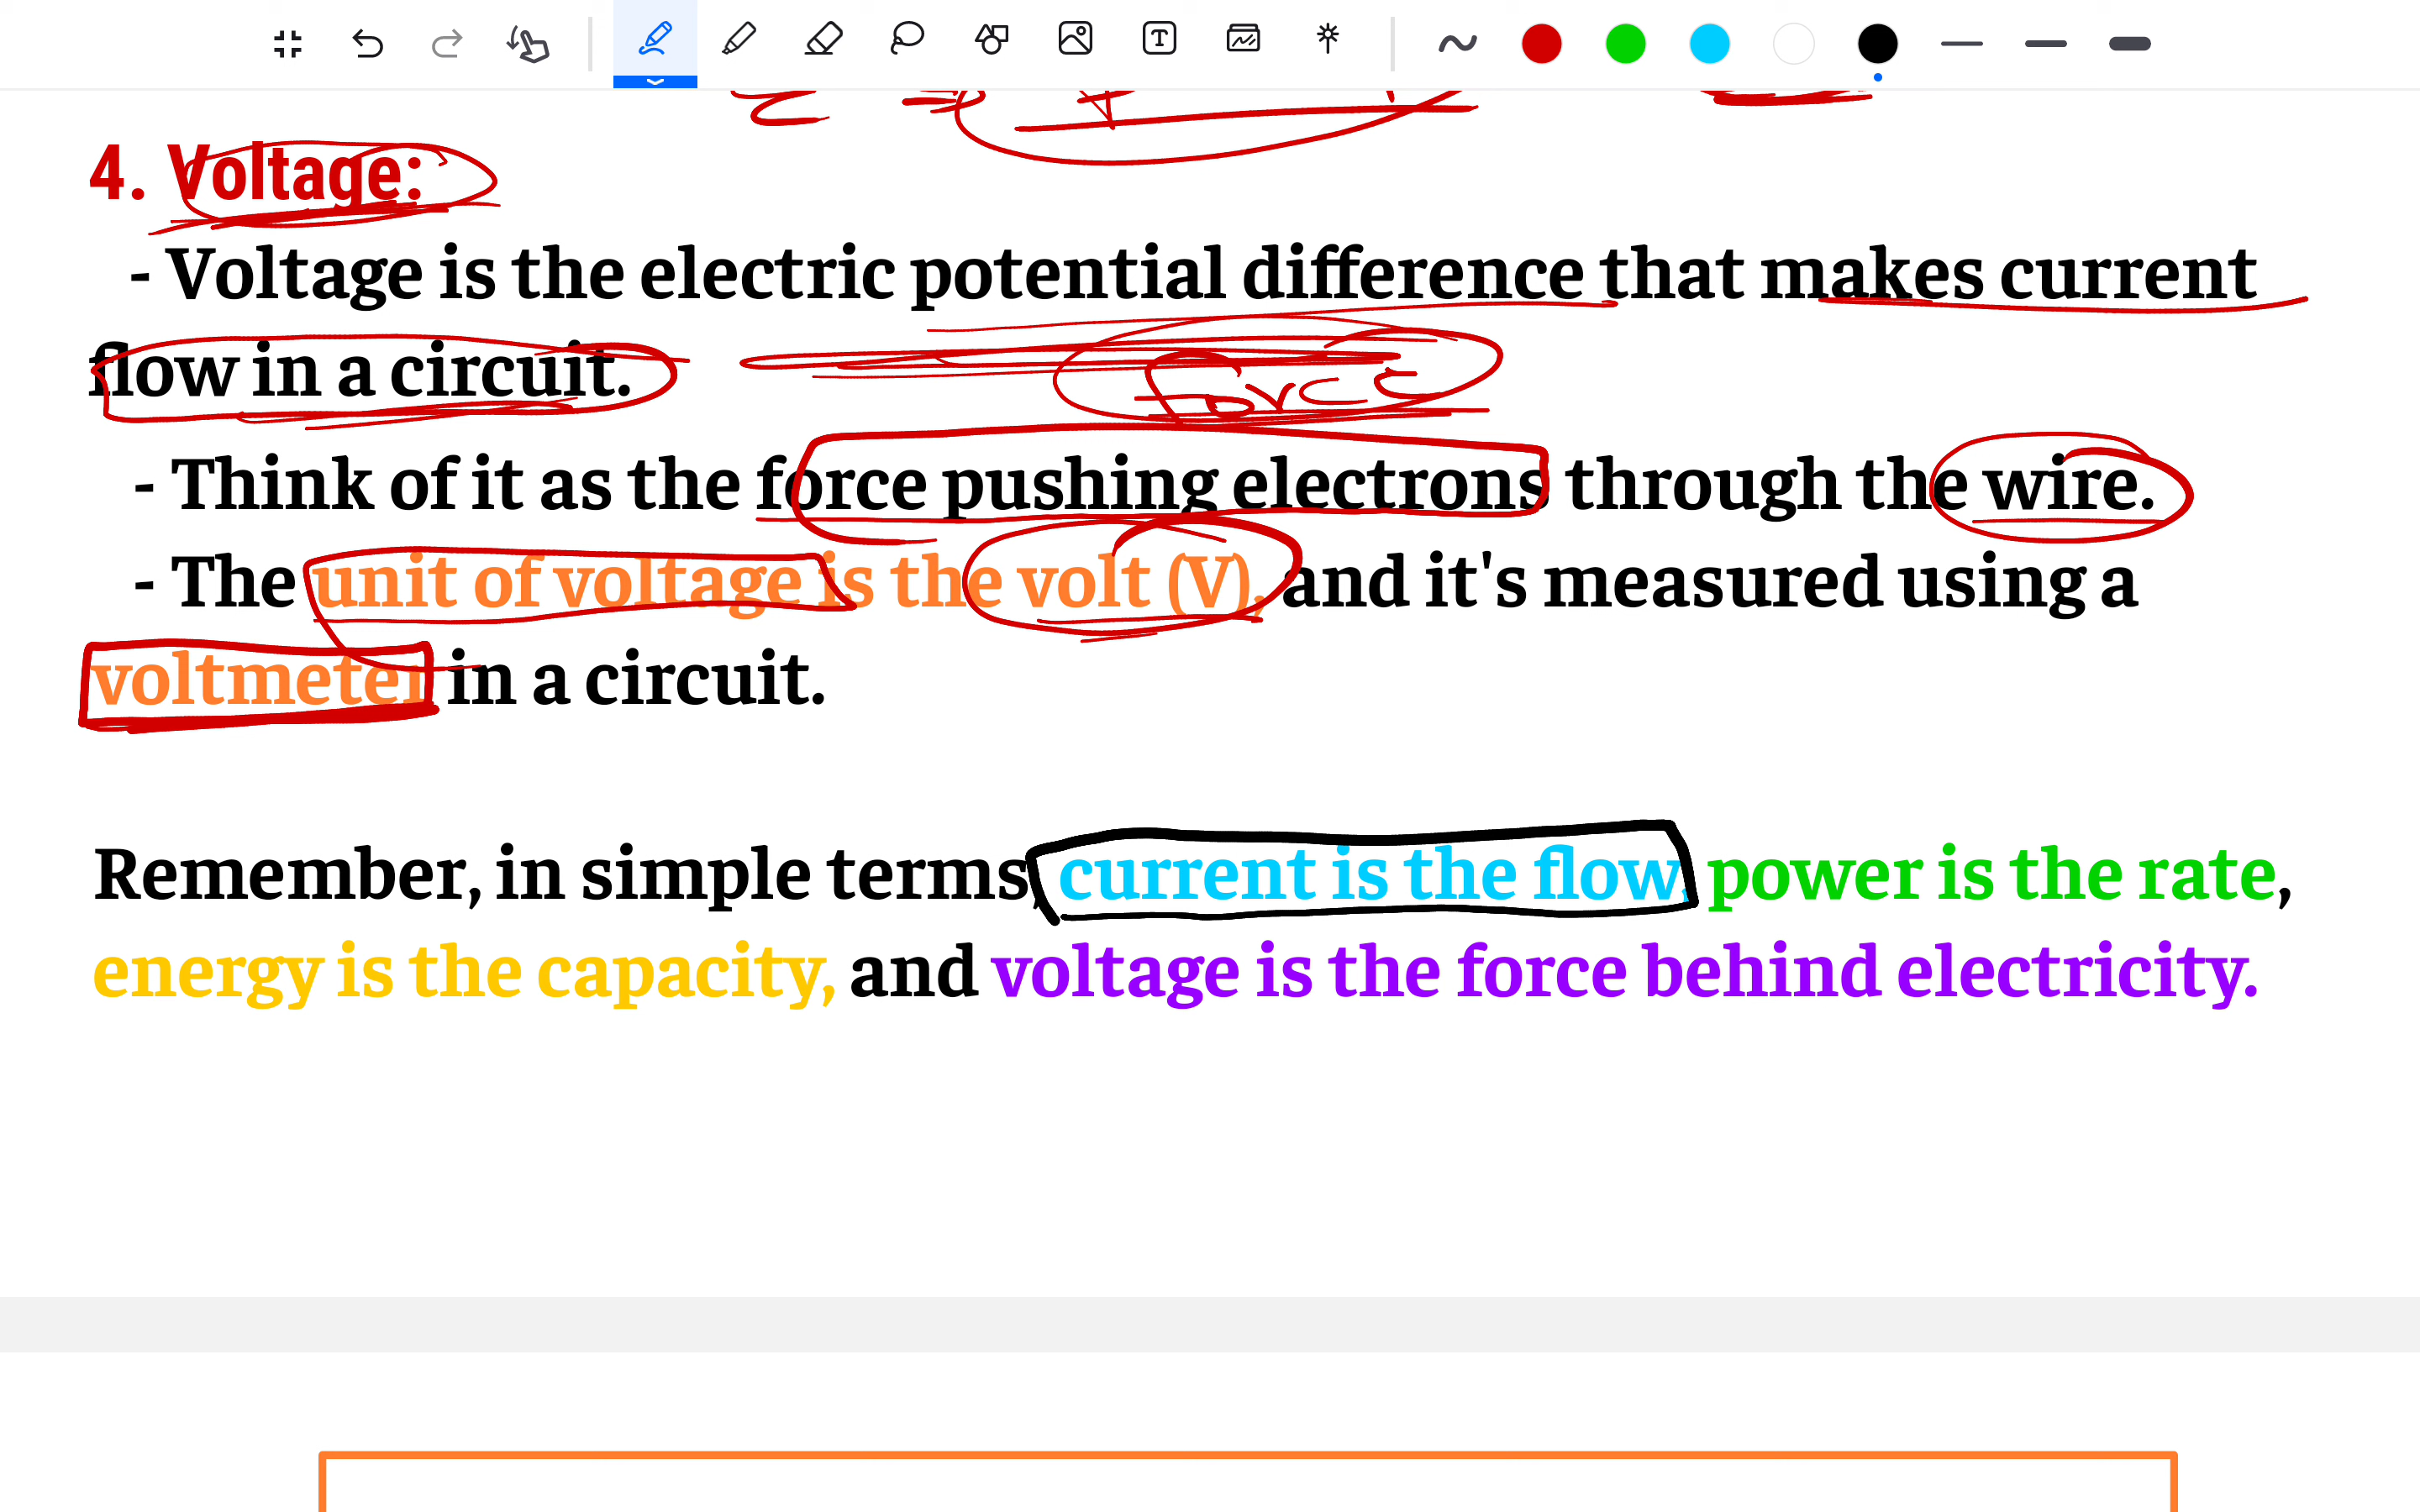 4. Voltage:
- Voltage is the electric potential difference that makes current
flow in a circuit.
- Think of it as the force pushing electrons through the wire.
- The unit of voltage is the volt (V), and it's measured using a
voltmeter in a circuit.
Remember, in simple terms, current is the flow, power is the rate,
energy is the capacity, and voltage is the force behind electricity.